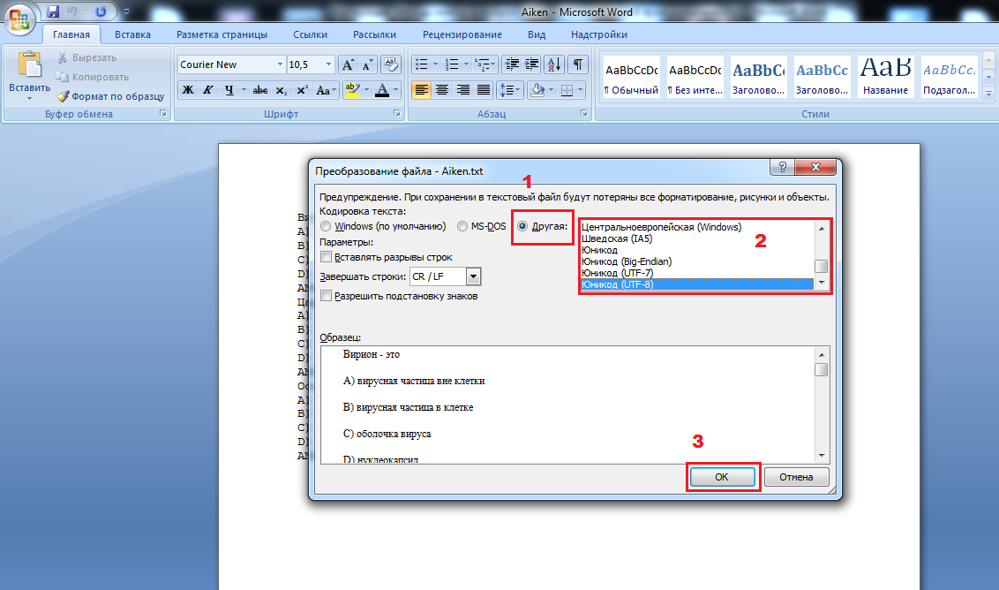 Aiken - Microsoft Word
Главная Вставка Разметка страницы Ссылки Рассылки Рецензирование Вид Надстройки
Вставить
Вырезать
Копировать
Формат по образцу
Буфер обмена
Courier New 10,5
Ж К Ч abc x₂ x² Aa
Шрифт
Абзац
AaBbCcDc AaBbCcDc AaBbCc AaBbCc AaB AaBbCc.
¶ Обычный ¶ Без инте... Заголово... Заголово... Название Подзагол...
Стили
Преобразование файла - Aiken.txt
1
Предупреждение. При сохранении в текстовый файл будут потеряны все форматирование, рисунки и объекты.
Кодировка текста:
Windows (по умолчанию) MS-DOS Другая:
Центральноевропейская (Windows)
Шведская (IA5)
Юникод
Юникод (Big-Endian)
Юникод (UTF-7)
Юникод (UTF-8)
2
Параметры:
Вставлять разрывы строк
Завершать строки: CR / LF
Разрешить подстановку знаков
Образец:
Вирион - это
A) вирусная частица вне клетки
B) вирусная частица в клетке
C) оболочка вируса
D) нуклеокапсид
3
ОК Отмена
Ви
A)
B)
C)
D)
AN
Ца
A)
B)
C)
D)
AN
Ос
A)
B)
C)
D)
AN